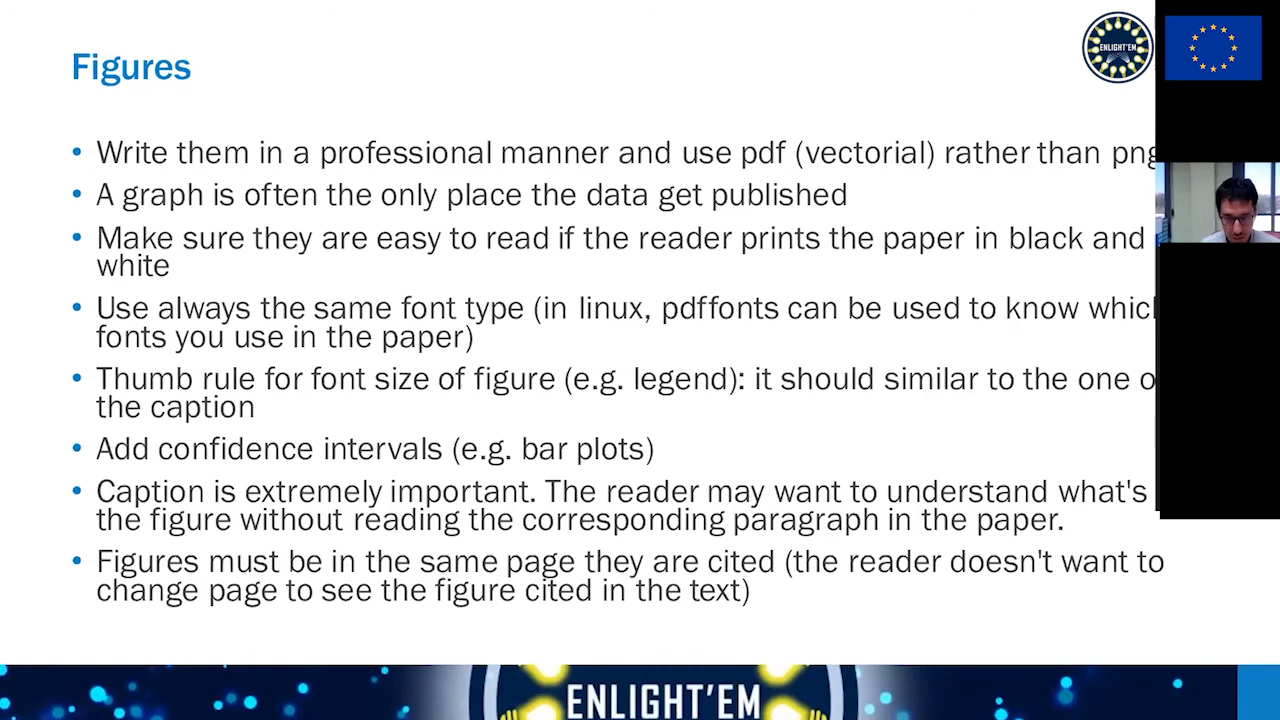 Figures
ENLIGHT'EM
• Write them in a professional manner and use pdf (vectorial) rather than png
• A graph is often the only place the data get published
• Make sure they are easy to read if the reader prints the paper in black and
white
• Use always the same font type (in linux, pdffonts can be used to know which
fonts you use in the paper)
• Thumb rule for font size of figure (e.g. legend): it should similar to the one o
the caption
• Add confidence intervals (e.g. bar plots)
• Caption is extremely important. The reader may want to understand what's
the figure without reading the corresponding paragraph in the paper.
• Figures must be in the same page they are cited (the reader doesn't want to
change page to see the figure cited in the text)
ENLIGHT'EM